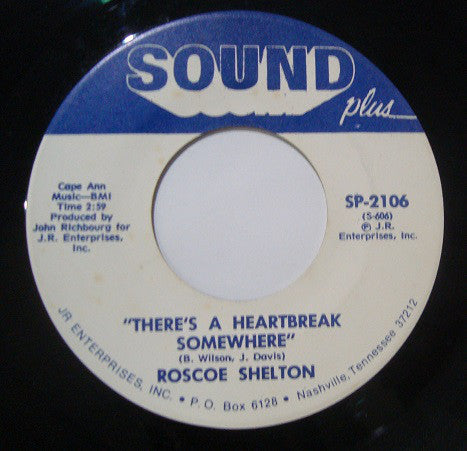 SOUND
plus
Cape Ann
Music—BMI
Time 2:59
Produced by
John Richbourg for
J.R. Enterprises,
Inc.
SP-2106
(S-606)
℗ J.R.
Enterprises, Inc.
"THERE'S A HEARTBREAK
SOMEWHERE"
(B. Wilson, J. Davis)
ROSCOE SHELTON
JR ENTERPRISES, INC. • P. O. Box 6128 • Nashville, Tennessee 37212